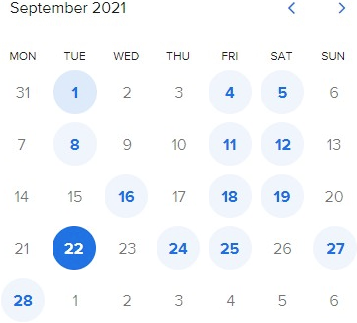 September 2021
MON TUE WED THU FRI SAT SUN
31 1 2 3 4 5 6
7 8 9 10 11 12 13
14 15 16 17 18 19 20
21 22 23 24 25 26 27
28 1 2 3 4 5 6